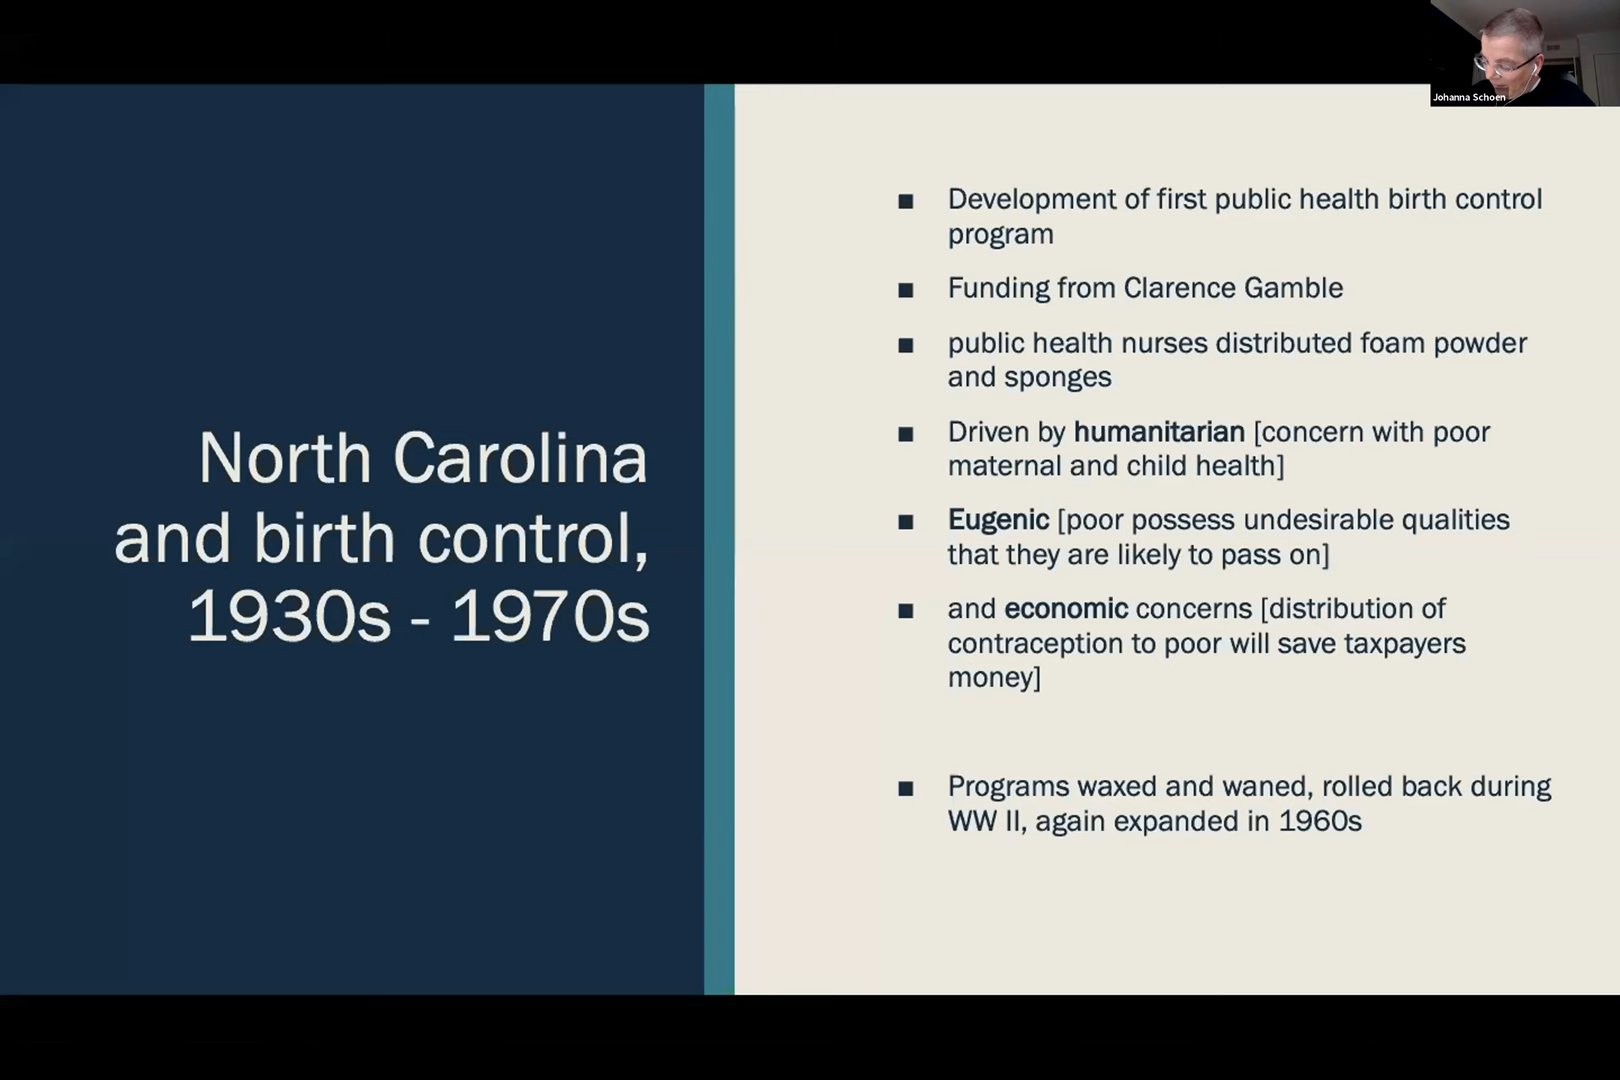 Johanna Schoen
North Carolina
and birth control,
1930s - 1970s
■ Development of first public health birth control
program
■ Funding from Clarence Gamble
■ public health nurses distributed foam powder
and sponges
■ Driven by humanitarian [concern with poor
maternal and child health]
■ Eugenic [poor possess undesirable qualities
that they are likely to pass on]
■ and economic concerns [distribution of
contraception to poor will save taxpayers
money]
■ Programs waxed and waned, rolled back during
WW II, again expanded in 1960s